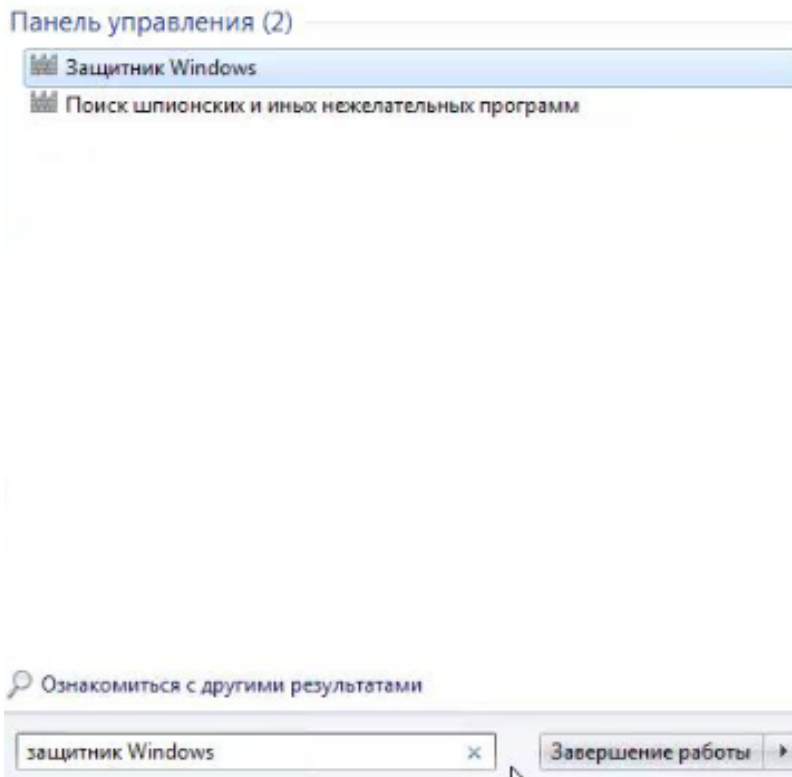 Панель управления (2)
Защитник Windows
Поиск шпионских и иных нежелательных программ
Ознакомиться с другими результатами
защитник Windows
Завершение работы